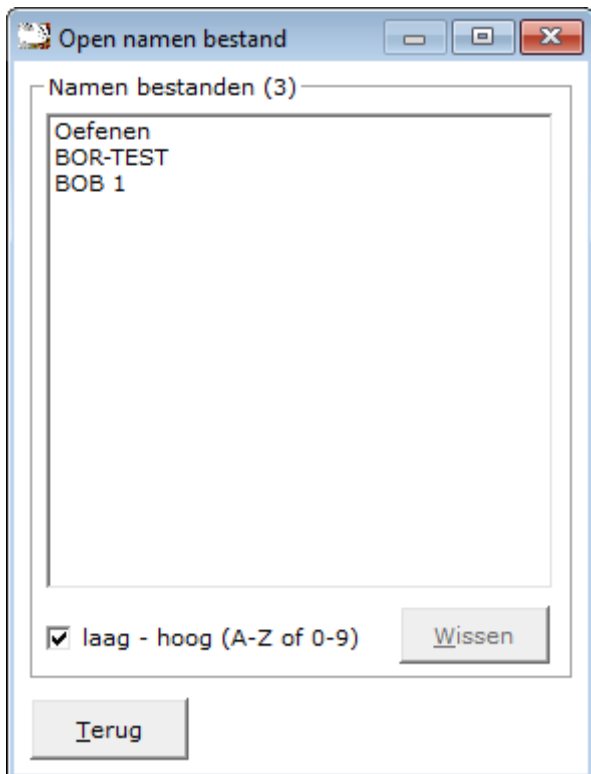 Open namen bestand
Namen bestanden (3)
Oefenen
BOR-TEST
BOB 1
laag - hoog (A-Z of 0-9)
Wissen
Terug